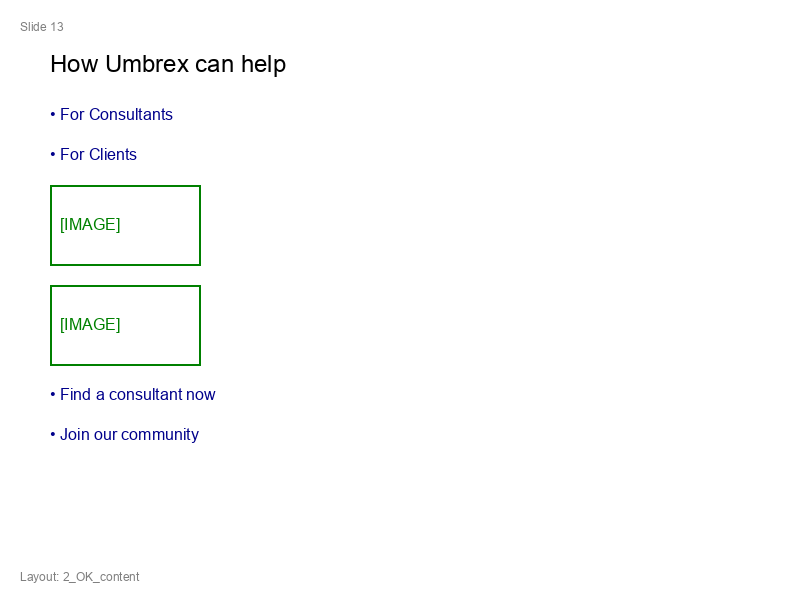 Slide 13
How Umbrex can help
• For Consultants
• For Clients
[IMAGE]
[IMAGE]
• Find a consultant now
• Join our community
Layout: 2_OK_content